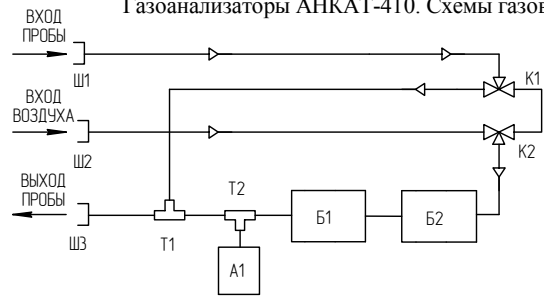 Газоанализаторы АНКАТ-410. Схемы газов
ВХОД
ПРОБЫ
Ш1
К1
ВХОД
ВОЗДУХА
Ш2
К2
ВЫХОД
ПРОБЫ
Ш3
Т1
Т2
А1
Б1
Б2